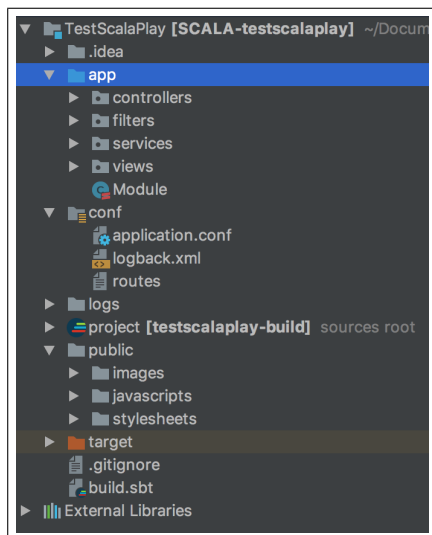 TestScalaPlay [SCALA-testscalaplay] ~/Docum
.idea
app
controllers
filters
services
views
Module
conf
application.conf
logback.xml
routes
logs
project [testscalaplay-build] sources root
public
images
javascripts
stylesheets
target
.gitignore
build.sbt
External Libraries